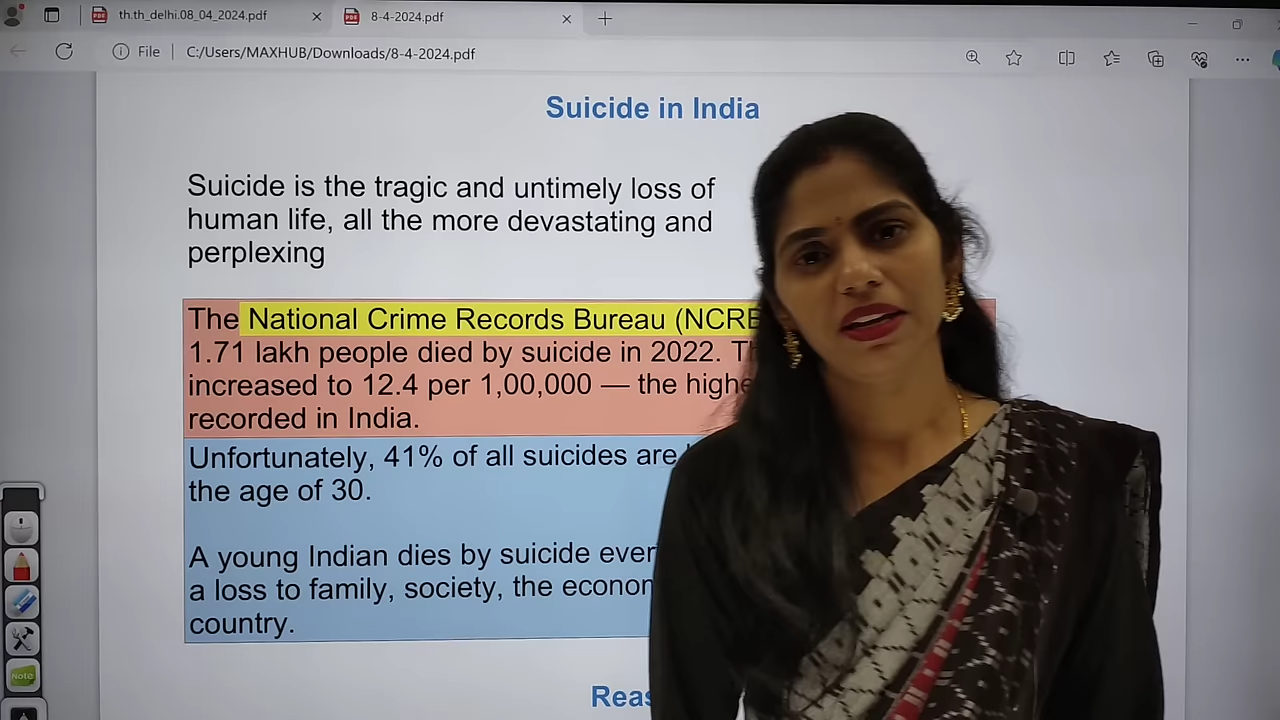 th.th_delhi.08_04_2024.pdf
8-4-2024.pdf
File
C:/Users/MAXHUB/Downloads/8-4-2024.pdf
Suicide in India
Suicide is the tragic and untimely loss of
human life, all the more devastating and
perplexing
The National Crime Records Bureau (NCRB
1.71 lakh people died by suicide in 2022.
increased to 12.4 per 1,00,000 — the
recorded in India.
Unfortunately, 41% of all suicides are
the age of 30.
A young Indian dies by suicide
a loss to family, society, the
country.
Note